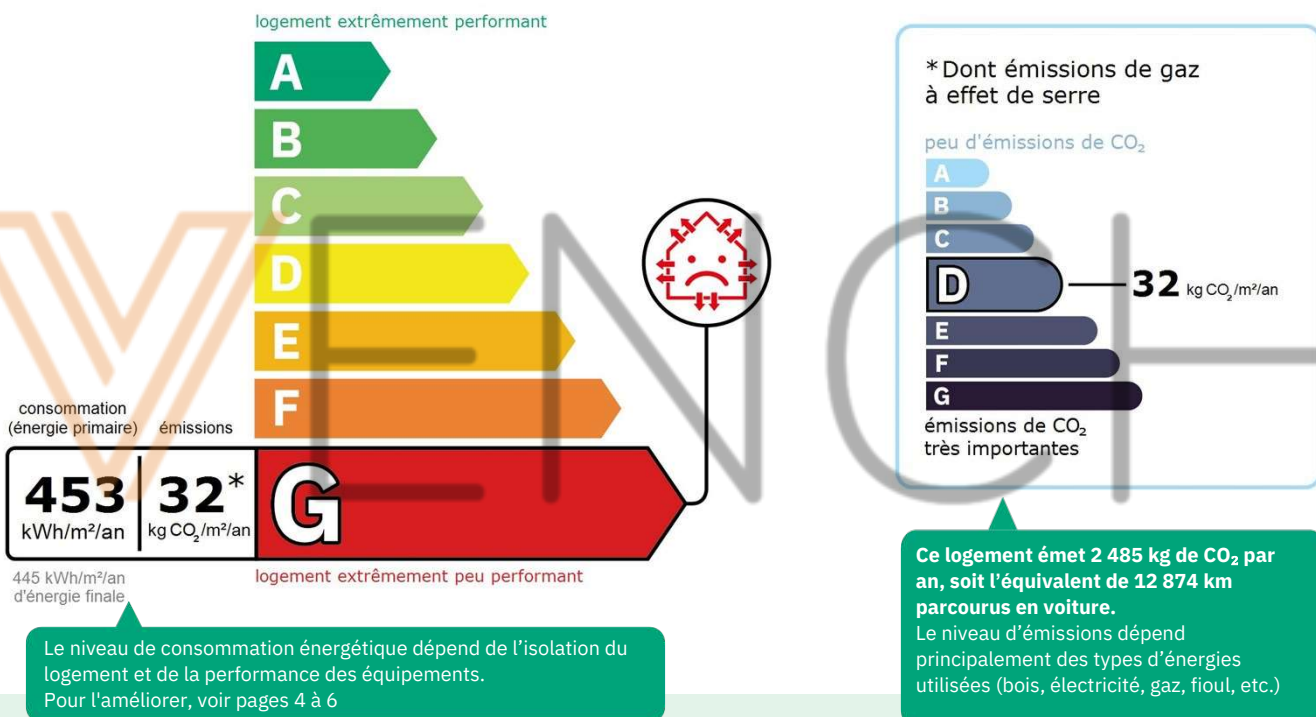 logement extrêmement performant
A
B
C
D
E
F
consommation
(énergie primaire)
émissions
453
kWh/m²/an
32*
kg CO₂/m²/an
G
445 kWh/m²/an
d'énergie finale
logement extrêmement peu performant
Le niveau de consommation énergétique dépend de l’isolation du
logement et de la performance des équipements.
Pour l'améliorer, voir pages 4 à 6
*Dont émissions de gaz
à effet de serre
peu d'émissions de CO₂
A
B
C
D
32 kg CO₂/m²/an
E
F
G
émissions de CO₂
très importantes
Ce logement émet 2 485 kg de CO₂ par
an, soit l’équivalent de 12 874 km
parcourus en voiture.
Le niveau d’émissions dépend
principalement des types d’énergies
utilisées (bois, électricité, gaz, fioul, etc.)
VENCH